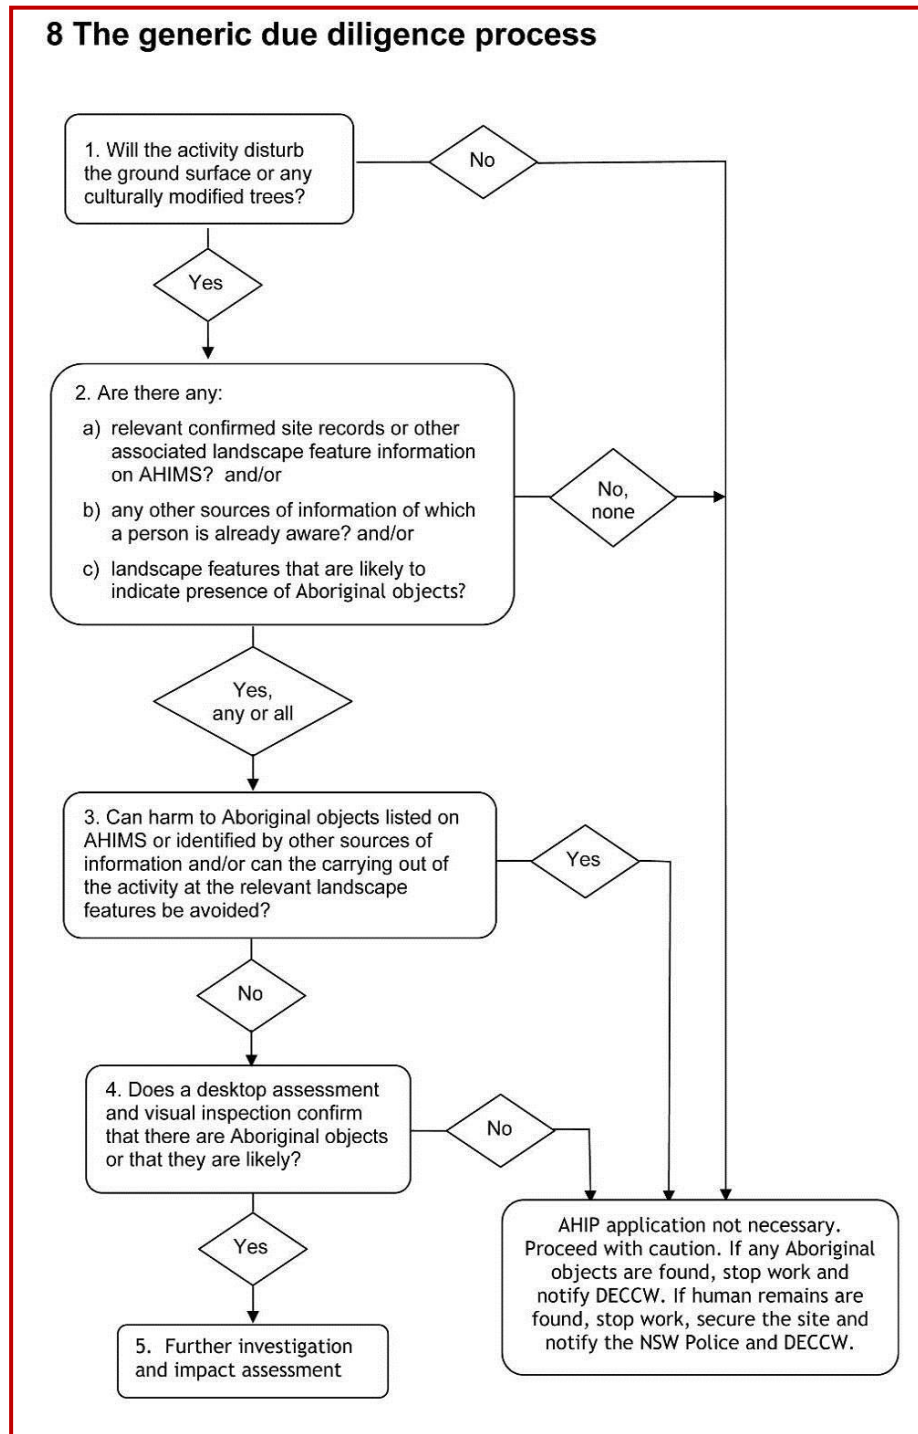 8 The generic due diligence process
1. Will the activity disturb
the ground surface or any
culturally modified trees?
No
Yes
2. Are there any:
a) relevant confirmed site records or other
associated landscape feature information
on AHIMS? and/or
b) any other sources of information of which
a person is already aware? and/or
c) landscape features that are likely to
indicate presence of Aboriginal objects?
No,
none
Yes,
any or all
3. Can harm to Aboriginal objects listed on
AHIMS or identified by other sources of
information and/or can the carrying out of
the activity at the relevant landscape
features be avoided?
Yes
No
4. Does a desktop assessment
and visual inspection confirm
that there are Aboriginal objects
or that they are likely?
No
Yes
5. Further investigation
and impact assessment
AHIP application not necessary.
Proceed with caution. If any Aboriginal
objects are found, stop work and
notify DECCW. If human remains are
found, stop work, secure the site and
notify the NSW Police and DECCW.